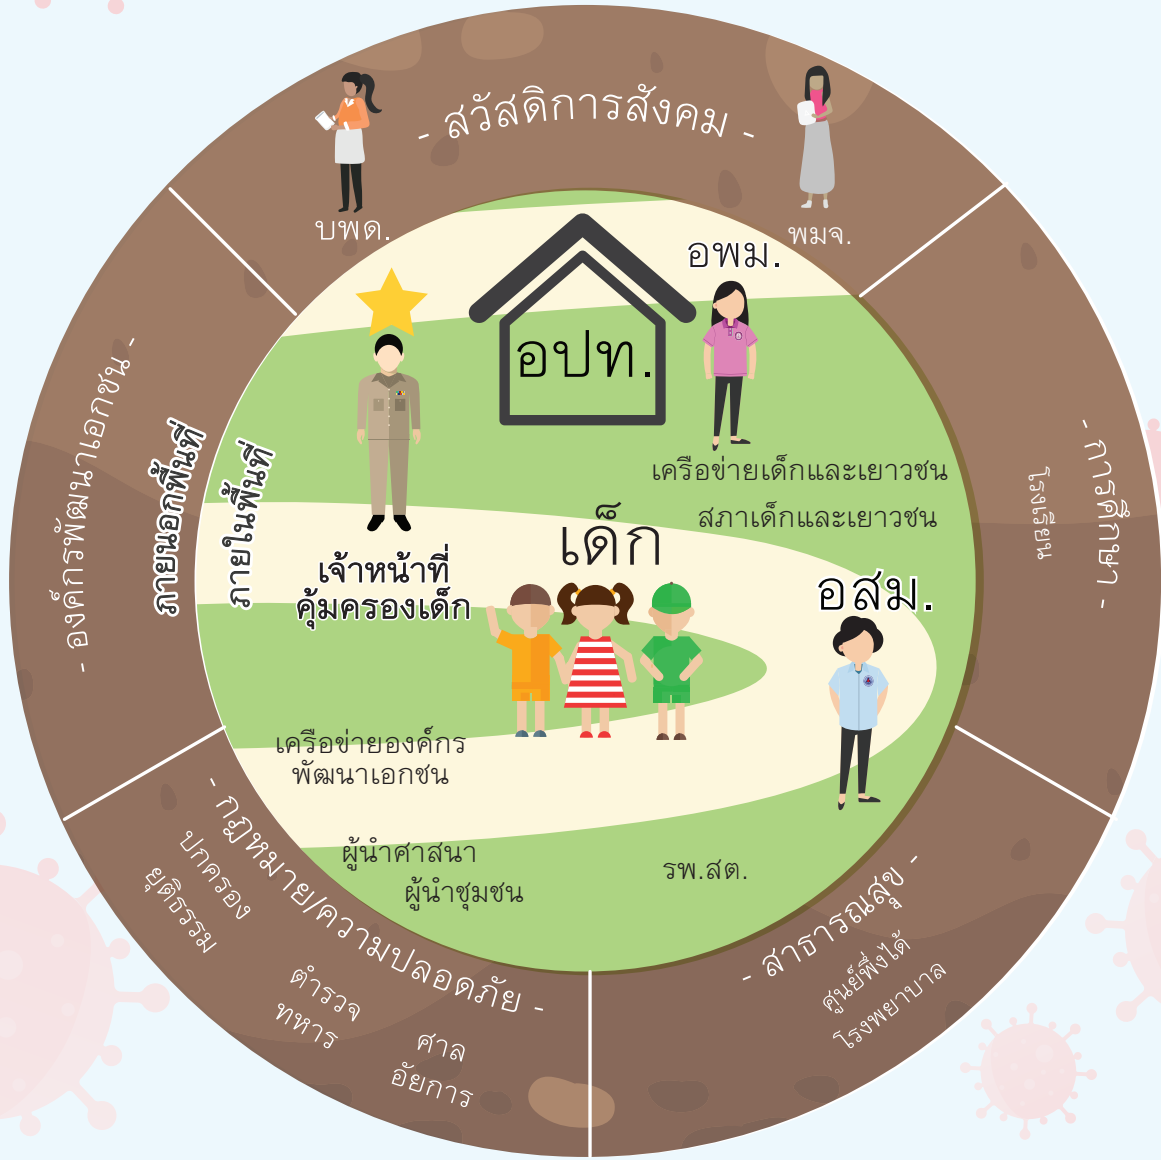 - สวัสดิการสังคม -
บพด.
พมจ.
อพม.
อปท.
- องค์กรพัฒนาเอกชน -
ภายนอกพื้นที่
ภายในพื้นที่
- การศึกษา -
โรงเรียน
เครือข่ายเด็กและเยาวชน
สภาเด็กและเยาวชน
เด็ก
เจ้าหน้าที่
คุ้มครองเด็ก
อสม.
เครือข่ายองค์กร
พัฒนาเอกชน
ผู้นำศาสนา
ผู้นำชุมชน
รพ.สต.
- กฎหมาย/ความปลอดภัย -
ปกครอง
ยุติธรรม
ตำรวจ
ทหาร
ศาล
อัยการ
- สาธารณสุข -
ศูนย์พึ่งได้
โรงพยาบาล